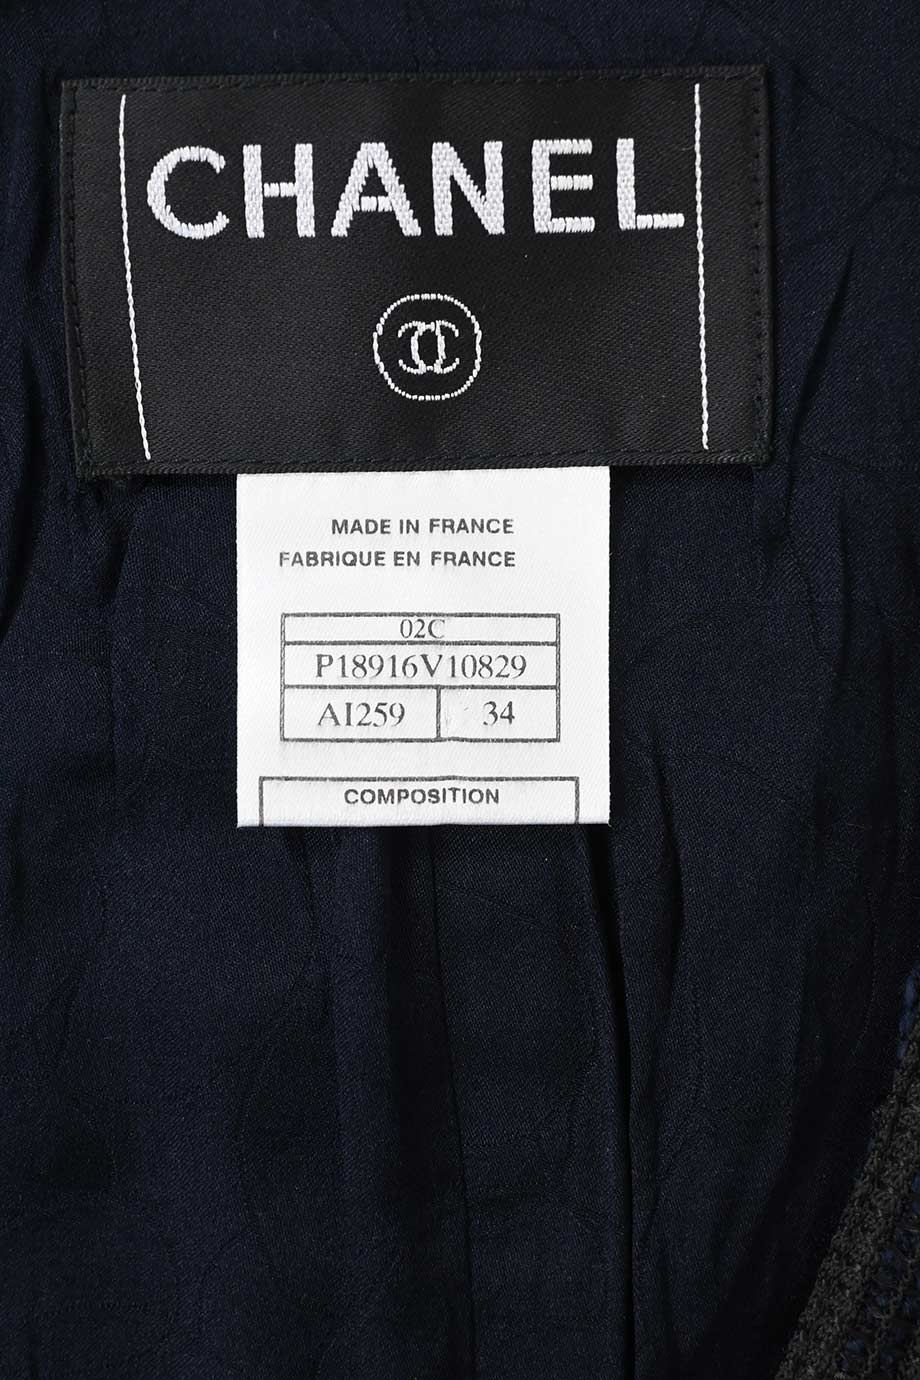 CHANEL
MADE IN FRANCE
FABRIQUE EN FRANCE
02C
P18916V10829
AI259 34
COMPOSITION